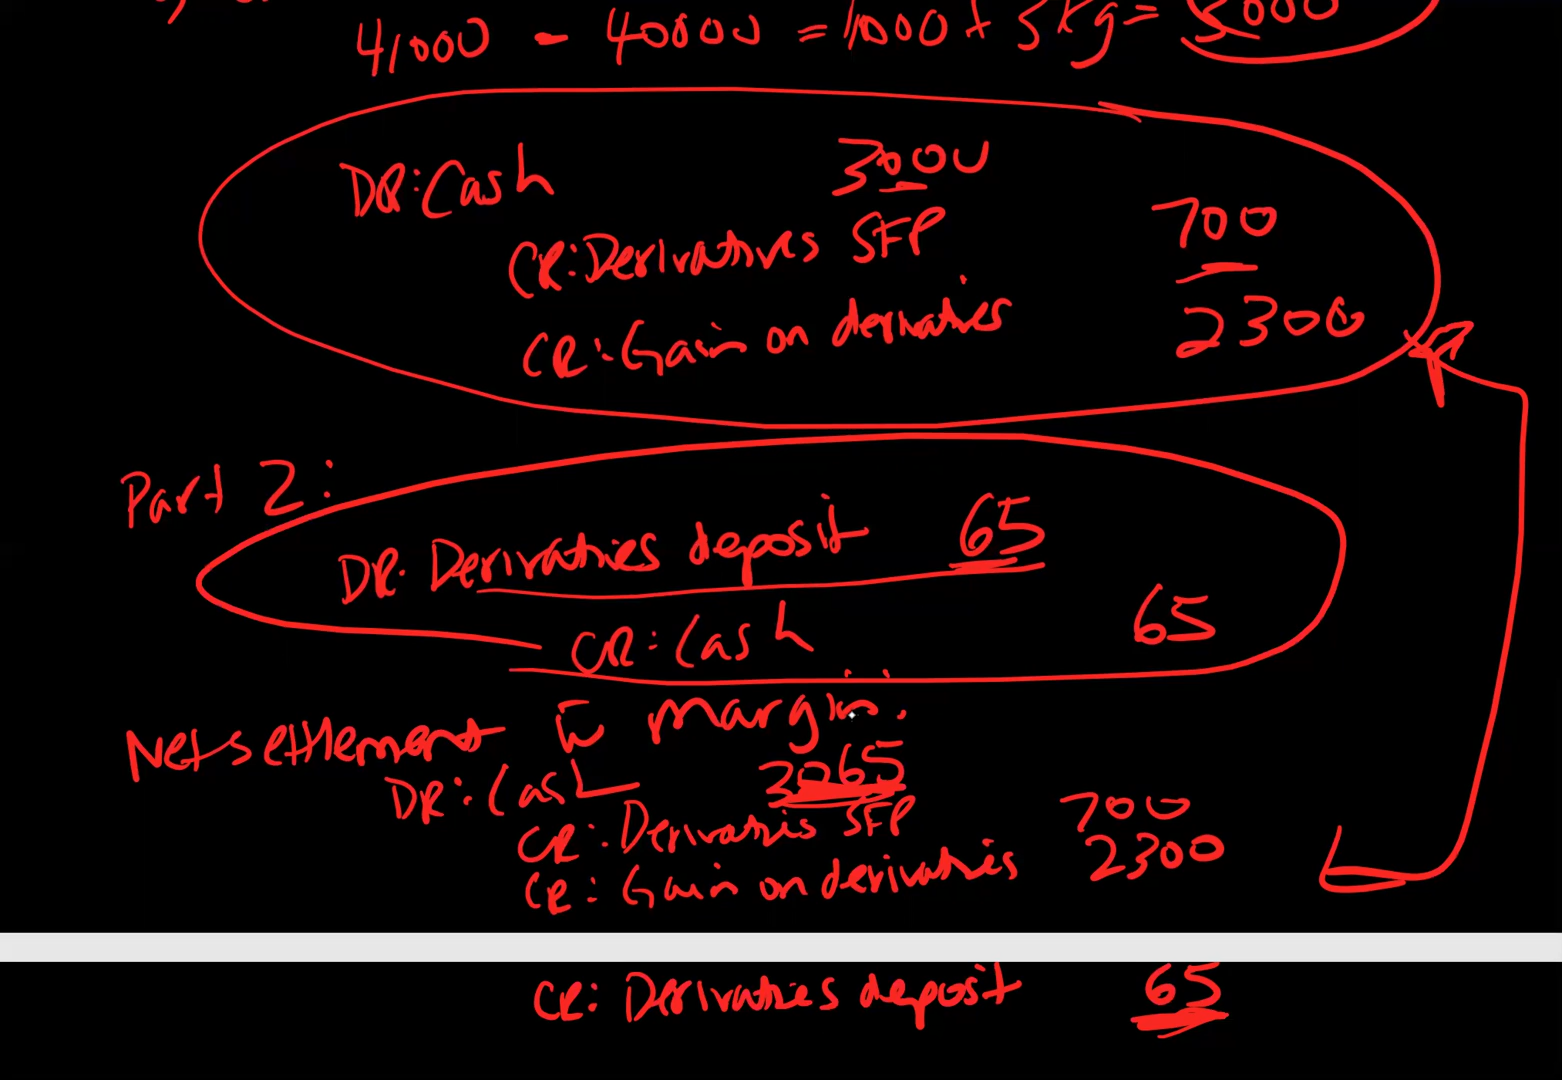 41000 - 40000 = 1000 + 5kg = 5000
DR: Cash 3000
CR: Derivatives SFP 700
CR: Gain on derivatives 2300
Part 2:
DR. Derivatives deposit 65
CR: Cash 65
Net settlement margin:
DR: Cash 3065
CR: Derivatives SFP 700
CR: Gain on derivatives 2300
CR: Derivatives deposit 65